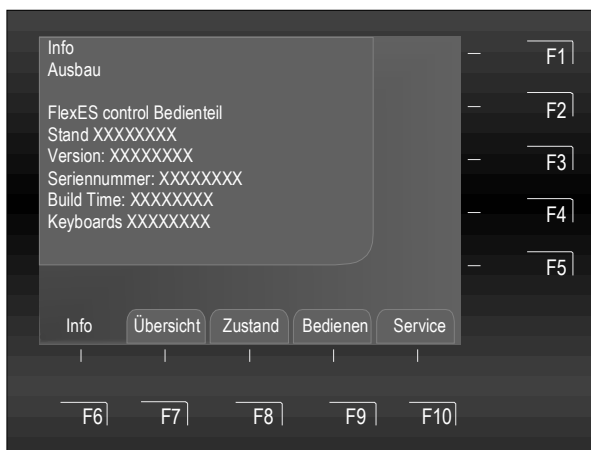 Info
Ausbau
FlexES control Bedienteil
Stand XXXXXXXX
Version: XXXXXXXX
Seriennummer: XXXXXXXX
Build Time: XXXXXXXX
Keyboards XXXXXXXX
F1
F2
F3
F4
F5
Info Übersicht Zustand Bedienen Service
F6 F7 F8 F9 F10